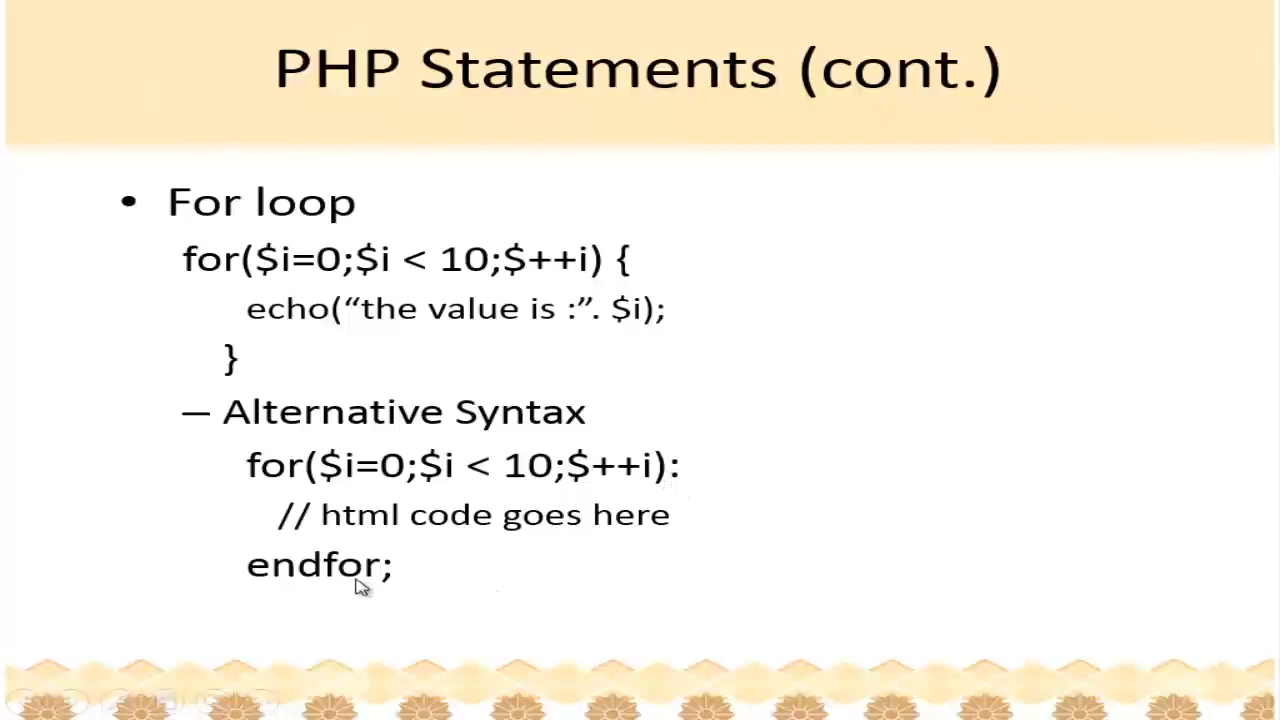 PHP Statements (cont.)
• For loop
for($i=0;$i < 10;$++i) {
echo(“the value is :”. $i);
}
– Alternative Syntax
for($i=0;$i < 10;$++i):
// html code goes here
endfor;